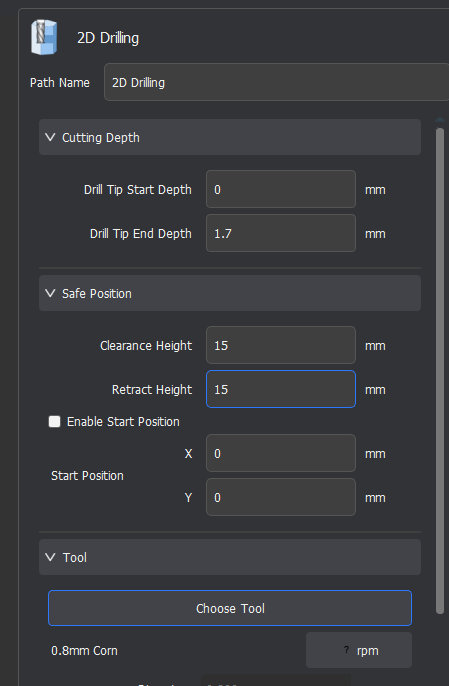 2D Drilling
Path Name 2D Drilling
Cutting Depth
Drill Tip Start Depth 0 mm
Drill Tip End Depth 1.7 mm
Safe Position
Clearance Height 15 mm
Retract Height 15 mm
Enable Start Position
X 0 mm
Start Position
Y 0 mm
Tool
Choose Tool
0.8mm Corn ? rpm